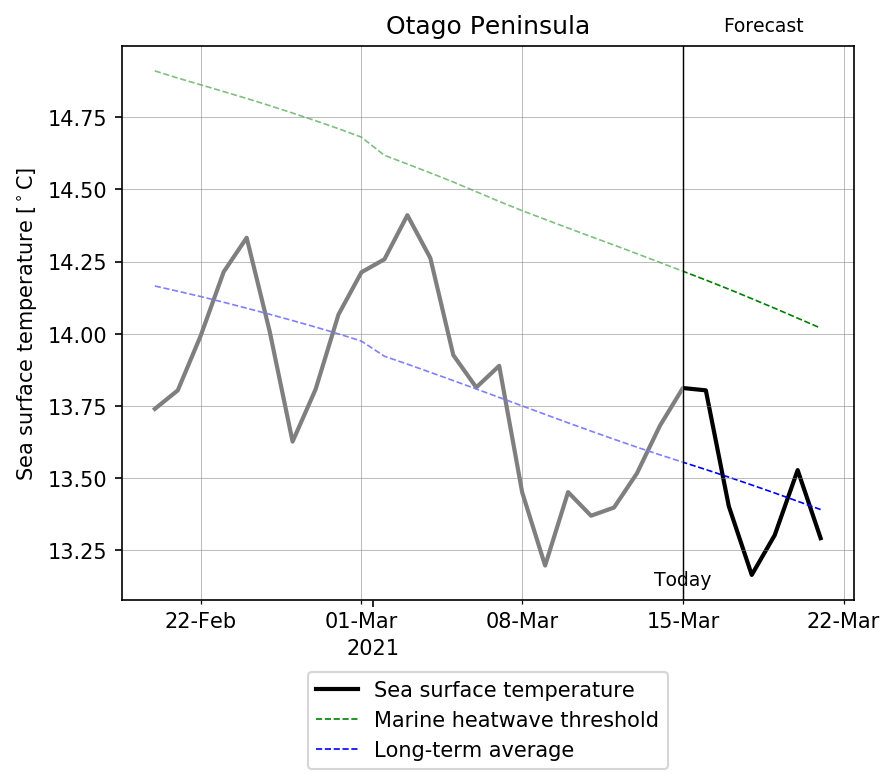 Otago Peninsula
Forecast
Sea surface temperature [°C]
14.75
14.50
14.25
14.00
13.75
13.50
13.25
Today
22-Feb
01-Mar
08-Mar
15-Mar
22-Mar
2021
Sea surface temperature
Marine heatwave threshold
Long-term average